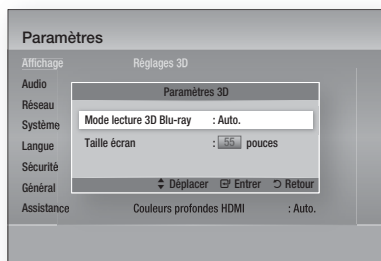 Paramètres
Affichage Réglages 3D
Audio
Paramètres 3D
Réseau
Mode lecture 3D Blu-ray : Auto.
Système
Langue Taille écran : 55 pouces
Sécurité
Général
Déplacer Entrer Retour
Assistance Couleurs profondes HDMI : Auto.